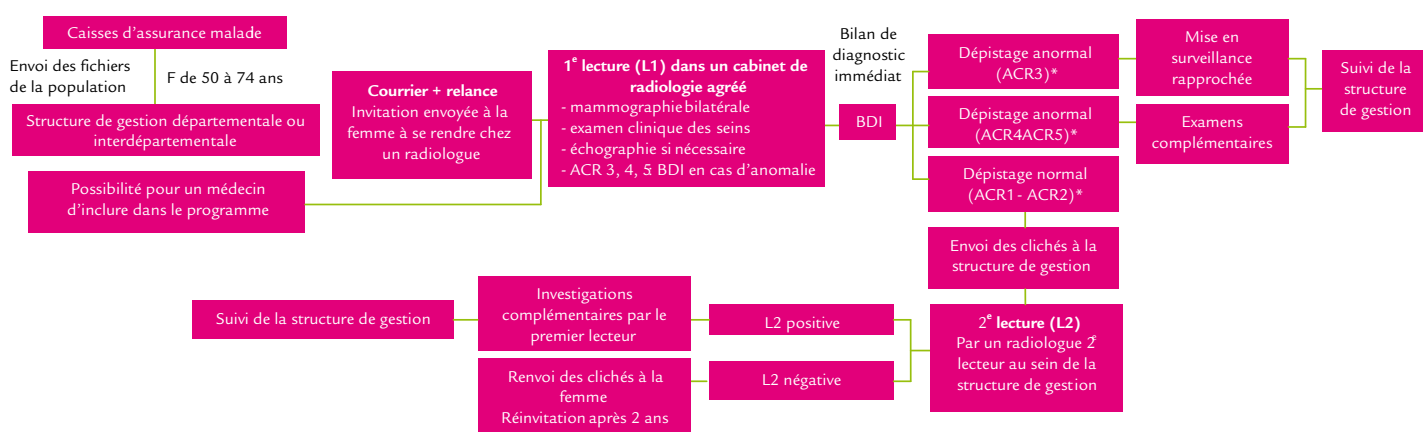 Caisses d'assurance malade
Envoi des fichiers
de la population
F de 50 à 74 ans
Structure de gestion départementale ou
interdépartementale
Possibilité pour un médecin
d'inclure dans le programme
Courrier + relance
Invitation envoyée à la
femme à se rendre chez
un radiologue
1e lecture (L1) dans un cabinet de
radiologie agréé
- mammographie bilatérale
- examen clinique des seins
- échographie si nécessaire
- ACR 3, 4, 5: BDI en cas d'anomalie
Bilan de
diagnostic
immédiat
BDI
Dépistage anormal
(ACR3)*
Dépistage anormal
(ACR4ACR5)*
Dépistage normal
(ACR1 - ACR2)*
Mise en
surveillance
rapprochée
Examens
complémentaires
Suivi de la
structure
de gestion
Envoi des clichés à la
structure de gestion
2e lecture (L2)
Par un radiologue 2e
lecteur au sein de la
structure de gestion
L2 positive
L2 négative
Investigations
complémentaires par le
premier lecteur
Renvoi des clichés à la
femme
Réinvitation après 2 ans
Suivi de la structure de gestion